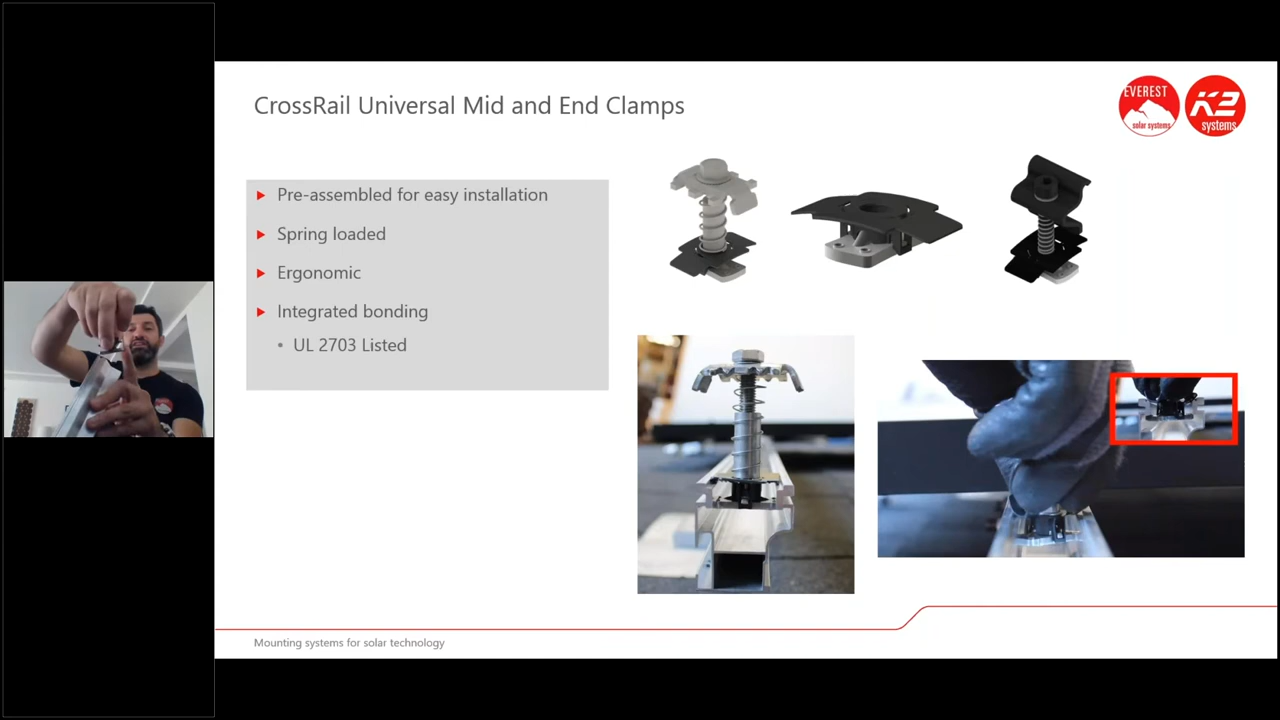 CrossRail Universal Mid and End Clamps
EVEREST
solar systems
K2
systems
Pre-assembled for easy installation
Spring loaded
Ergonomic
Integrated bonding
UL 2703 Listed
Mounting systems for solar technology